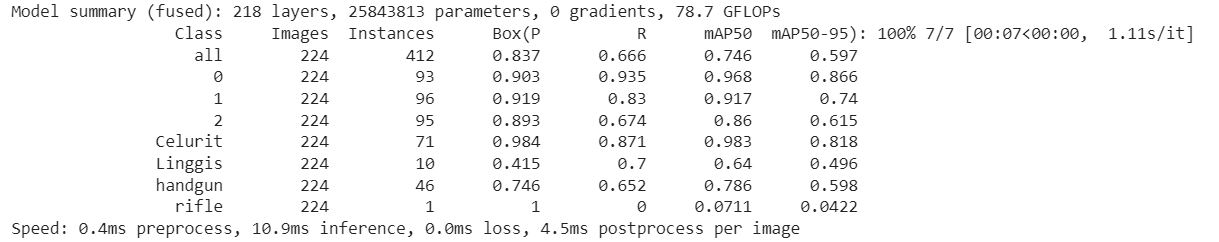 Model summary (fused): 218 layers, 25843813 parameters, 0 gradients, 78.7 GFLOPs
Class Images Instances Box(P R mAP50 mAP50-95): 100% 7/7 [00:07<00:00, 1.11s/it]
all 224 412 0.837 0.666 0.746 0.597
0 224 93 0.903 0.935 0.968 0.866
1 224 96 0.919 0.83 0.917 0.74
2 224 95 0.893 0.674 0.86 0.615
Celurit 224 71 0.984 0.871 0.983 0.818
Linggis 224 10 0.415 0.7 0.64 0.496
handgun 224 46 0.746 0.652 0.786 0.598
rifle 224 1 1 0 0.0711 0.0422
Speed: 0.4ms preprocess, 10.9ms inference, 0.0ms loss, 4.5ms postprocess per image